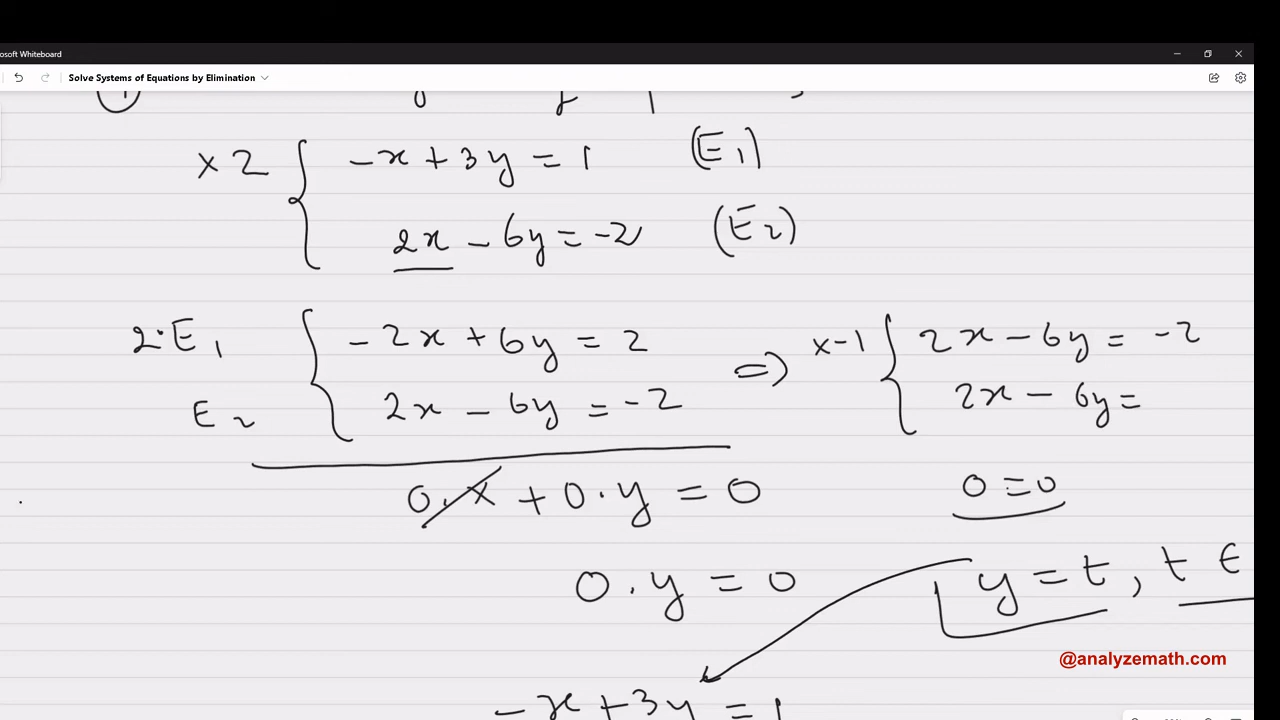 osoft Whiteboard
Solve Systems of Equations by Elimination
× 2 { -x + 3y = 1 (E1)
2x - 6y = -2 (E2)
2·E1 { -2x + 6y = 2 => x-1 { 2x - 6y = -2
E2 2x - 6y = -2 2x - 6y =
0·x + 0·y = 0 0 = 0
0·y = 0 y = t, t ∈
@analyzemath.com
-x + 3y = 1